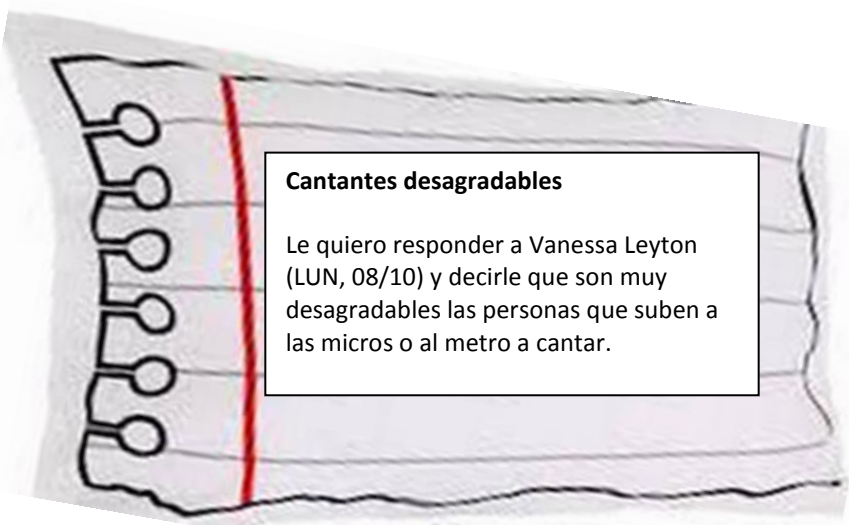 Cantantes desagradables
Le quiero responder a Vanessa Leyton
(LUN, 08/10) y decirle que son muy
desagradables las personas que suben a
las micros o al metro a cantar.